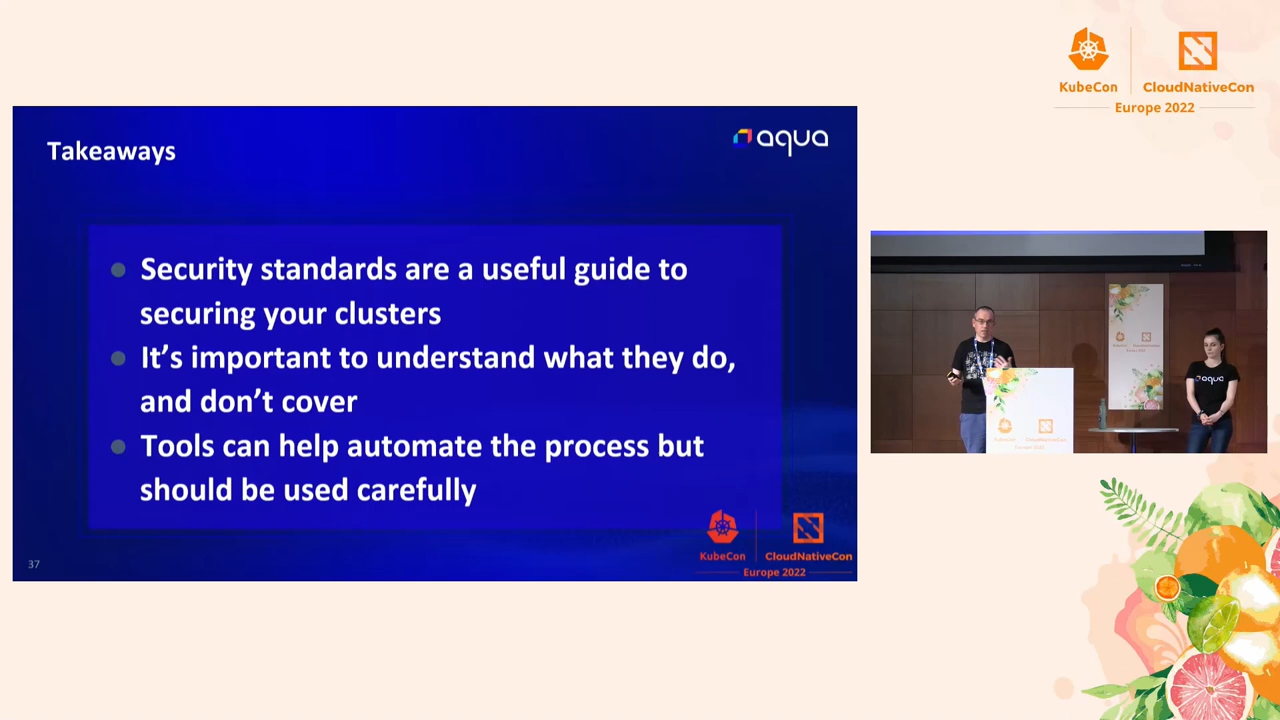 KubeCon
CloudNativeCon
Europe 2022
Takeaways
aqua
Security standards are a useful guide to
securing your clusters
It’s important to understand what they do,
and don’t cover
Tools can help automate the process but
should be used carefully
37
KubeCon
CloudNativeCon
Europe 2022
aqua